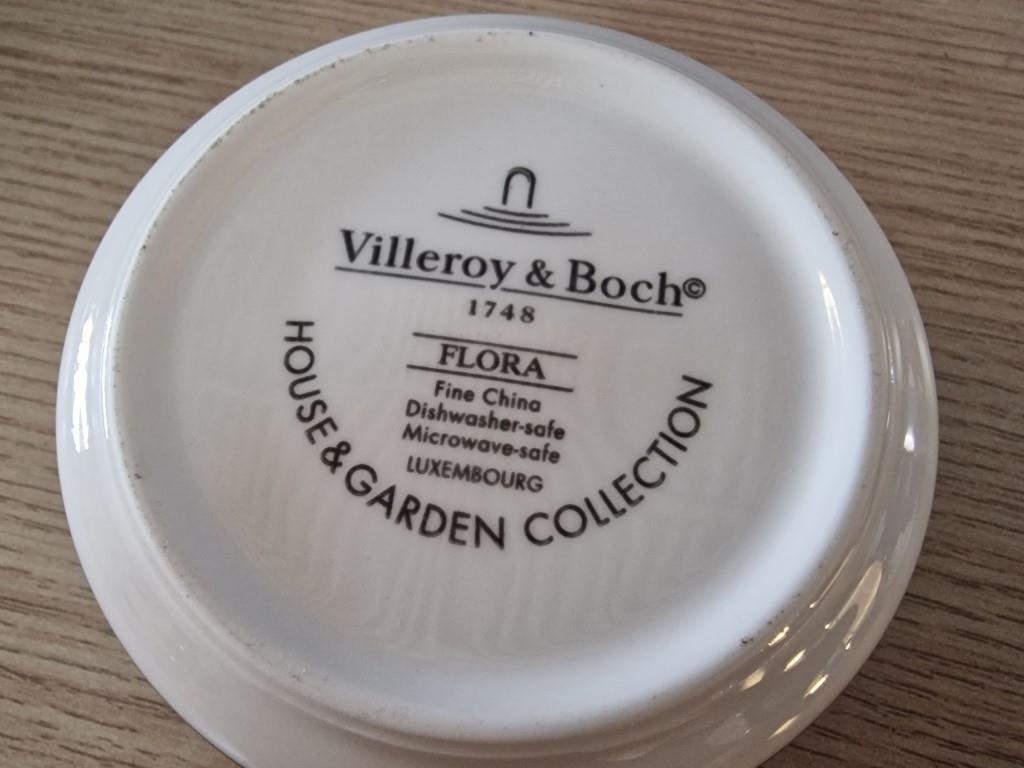 Villeroy & Boch©
1748
FLORA
Fine China
Dishwasher-safe
Microwave-safe
LUXEMBOURG
HOUSE & GARDEN COLLECTION